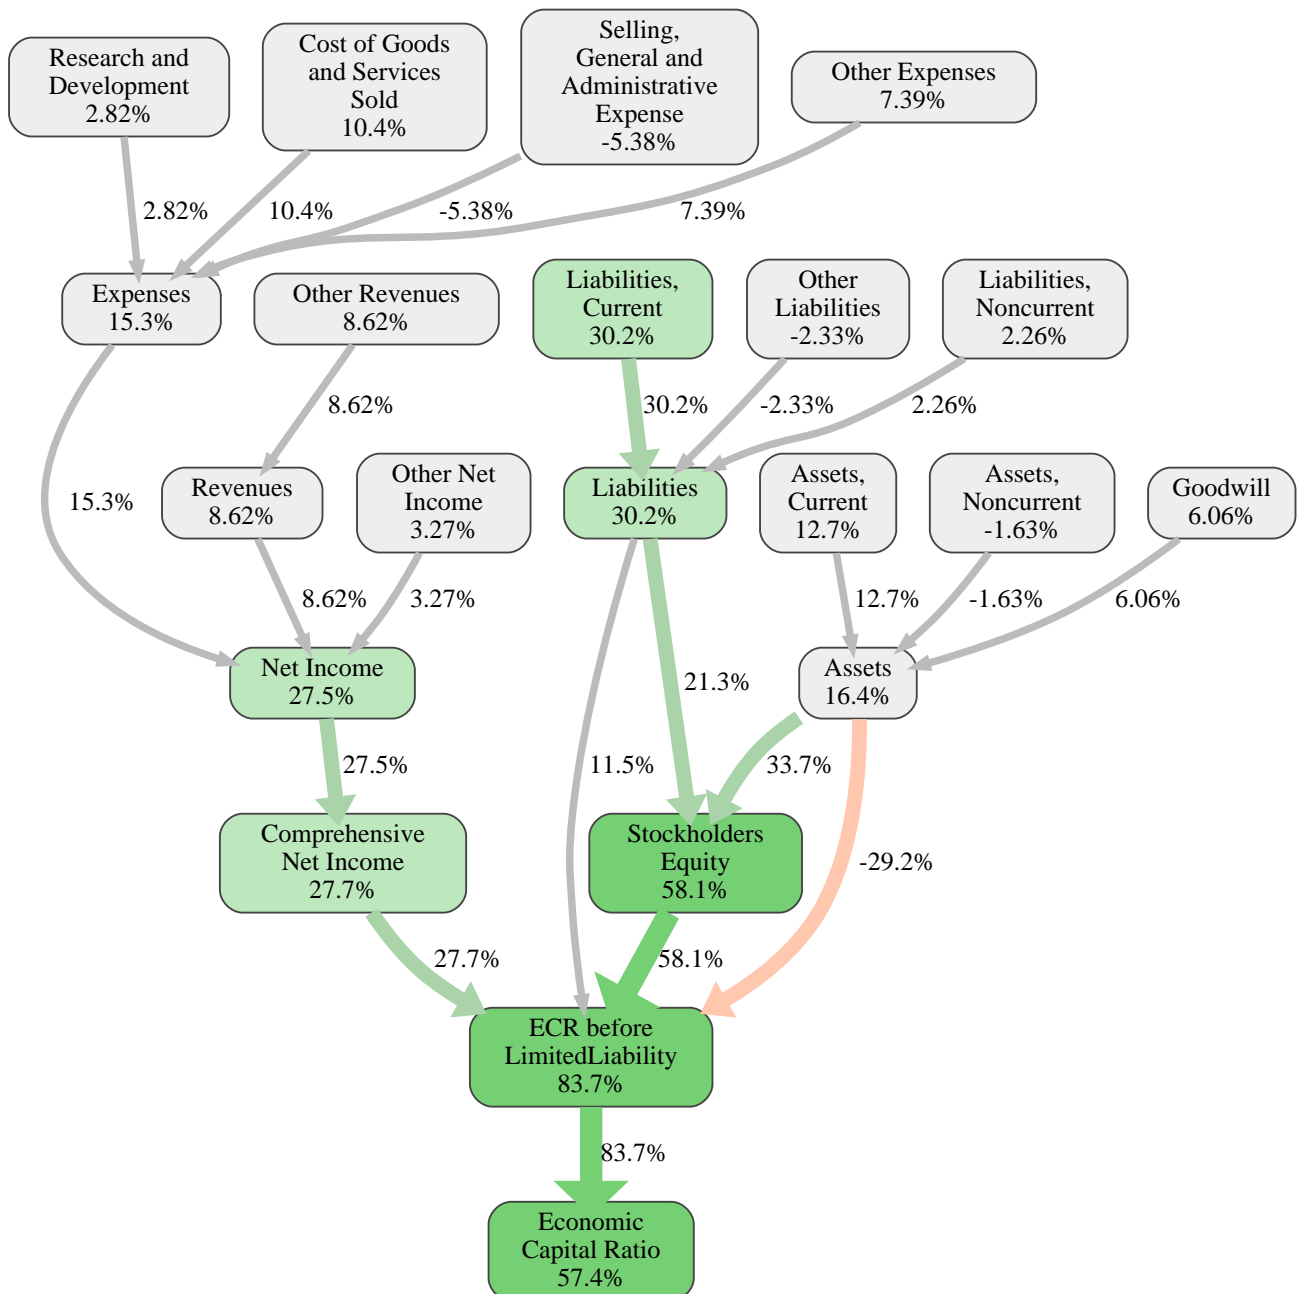 Research and
Development
2.82%
Cost of Goods
and Services
Sold
10.4%
Selling,
General and
Administrative
Expense
-5.38%
Other Expenses
7.39%
2.82%
10.4%
-5.38%
7.39%
Expenses
15.3%
Other Revenues
8.62%
Liabilities,
Current
30.2%
Other
Liabilities
-2.33%
Liabilities,
Noncurrent
2.26%
8.62%
30.2%
-2.33%
2.26%
15.3%
Revenues
8.62%
Other Net
Income
3.27%
Liabilities
30.2%
Assets,
Current
12.7%
Assets,
Noncurrent
-1.63%
Goodwill
6.06%
8.62%
3.27%
12.7%
-1.63%
6.06%
Net Income
27.5%
21.3%
Assets
16.4%
27.5%
11.5%
33.7%
-29.2%
Comprehensive
Net Income
27.7%
Stockholders
Equity
58.1%
27.7%
58.1%
ECR before
LimitedLiability
83.7%
83.7%
Economic
Capital Ratio
57.4%